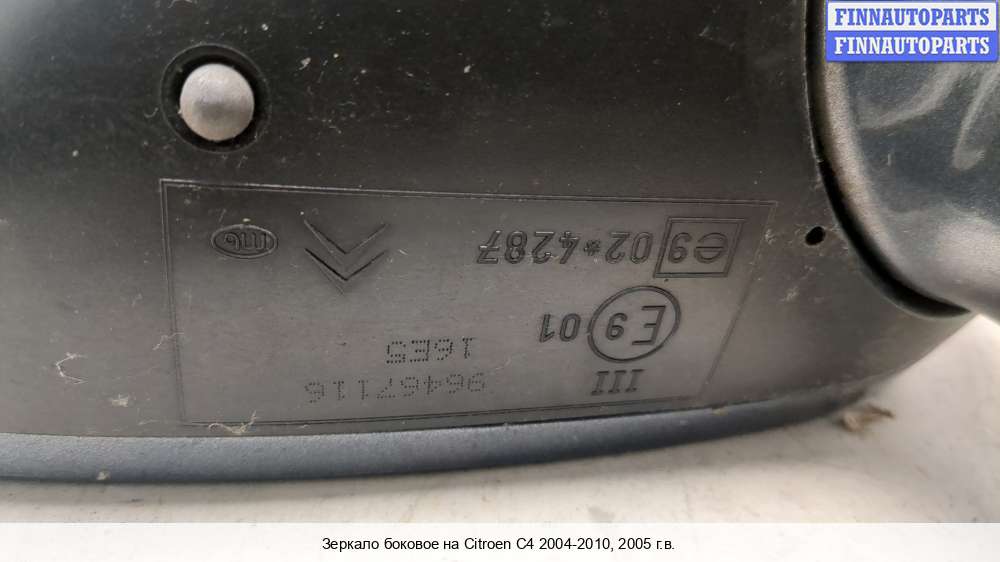 FINNAUTOPARTS
FINNAUTOPARTS
III
96467116
E9 01
16E5
e9 02*4287
Зеркало боковое на Citroen C4 2004-2010, 2005 г.в.